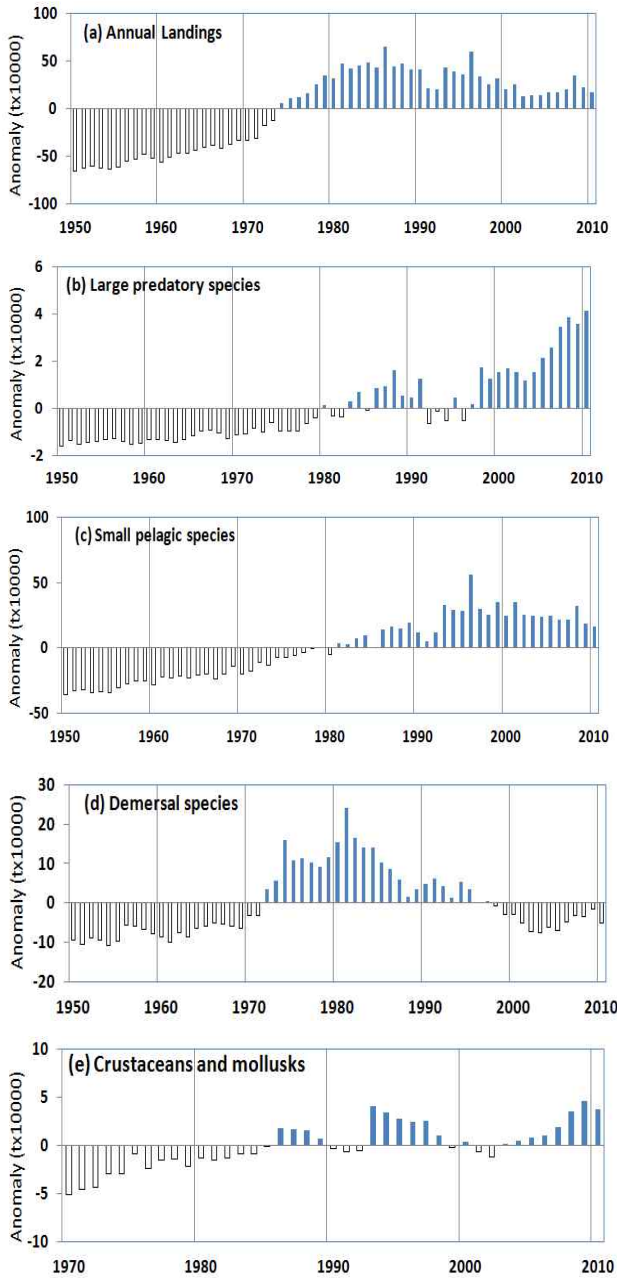 (a) Annual Landings
Anomaly (tx10000)
100
50
0
-50
-100
1950 1960 1970 1980 1990 2000 2010
(b) Large predatory species
Anomaly (tx10000)
6
4
2
0
-2
1950 1960 1970 1980 1990 2000 2010
(c) Small pelagic species
Anomaly (tx10000)
100
50
0
-50
1950 1960 1970 1980 1990 2000 2010
(d) Demersal species
Anomaly (tx10000)
30
20
10
0
-10
-20
1950 1960 1970 1980 1990 2000 2010
(e) Crustaceans and mollusks
Anomaly (tx10000)
10
5
0
-5
-10
1970 1980 1990 2000 2010